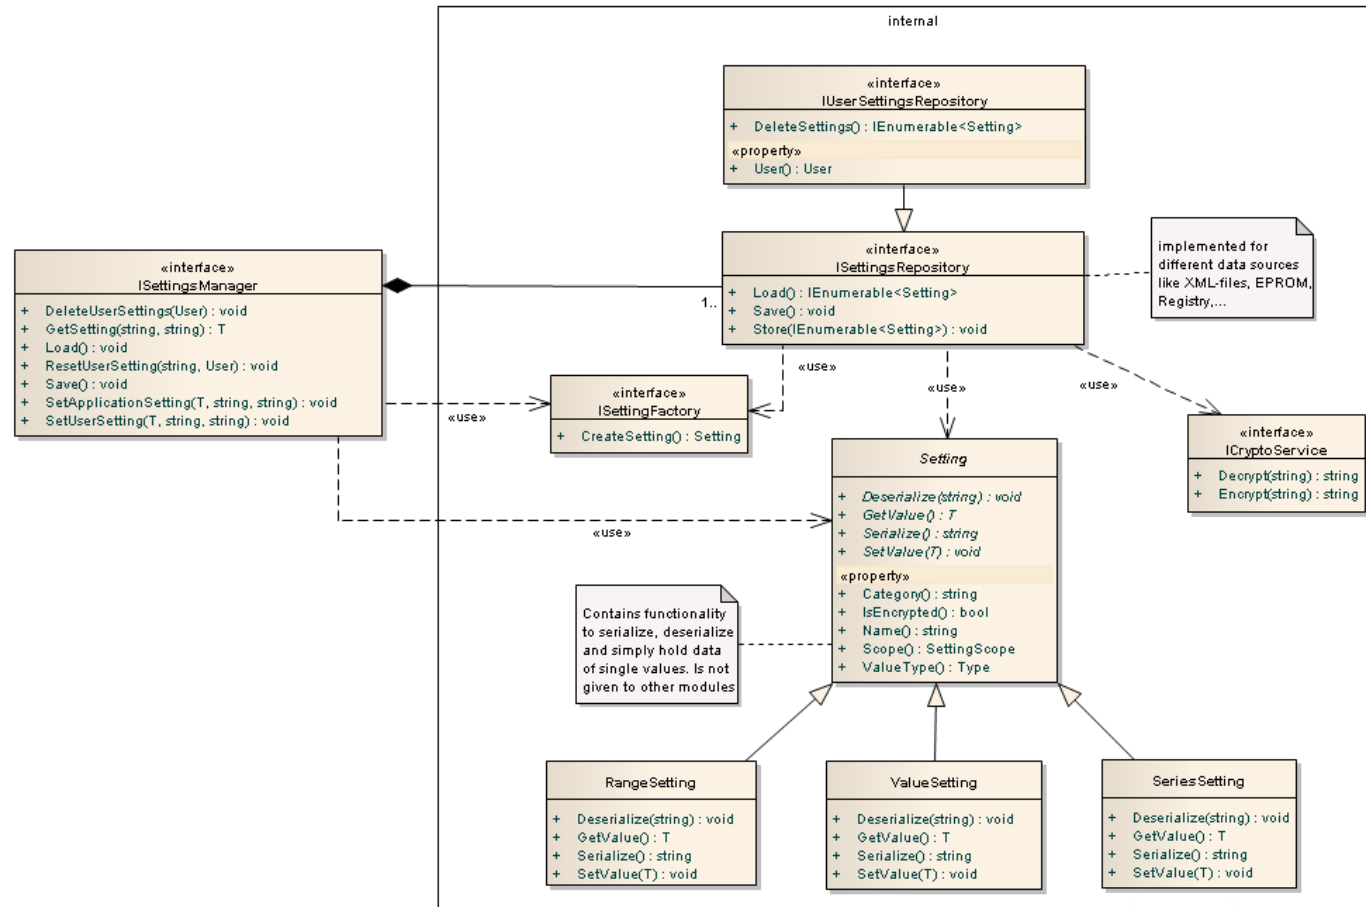 internal
«interface»
IUserSettingsRepository
+ DeleteSettings() : IEnumerable<Setting>
«property»
+ User() : User
«interface»
ISettingsManager
+ DeleteUserSettings(User) : void
+ GetSetting(string, string) : T
+ Load() : void
+ ResetUserSetting(string, User) : void
+ Save() : void
+ SetApplicationSetting(T, string, string) : void
+ SetUserSetting(T, string, string) : void
1..
«interface»
ISettingsRepository
+ Load() : IEnumerable<Setting>
+ Save() : void
+ Store(IEnumerable<Setting>) : void
implemented for
different data sources
like XML-files, EPROM,
Registry,...
«use»
«use»
«use»
«use»
«interface»
ISettingFactory
+ CreateSetting() : Setting
«interface»
ICryptoService
+ Decrypt(string) : string
+ Encrypt(string) : string
«use»
Setting
+ Deserialize(string) : void
+ GetValue() : T
+ Serialize() : string
+ SetValue(T) : void
«property»
+ Category() : string
+ IsEncrypted() : bool
+ Name() : string
+ Scope() : SettingScope
+ ValueType() : Type
Contains functionality
to serialize, deserialize
and simply hold data
of single values. Is not
given to other modules
RangeSetting
+ Deserialize(string) : void
+ GetValue() : T
+ Serialize() : string
+ SetValue(T) : void
ValueSetting
+ Deserialize(string) : void
+ GetValue() : T
+ Serialize() : string
+ SetValue(T) : void
SeriesSetting
+ Deserialize(string) : void
+ GetValue() : T
+ Serialize() : string
+ SetValue(T) : void